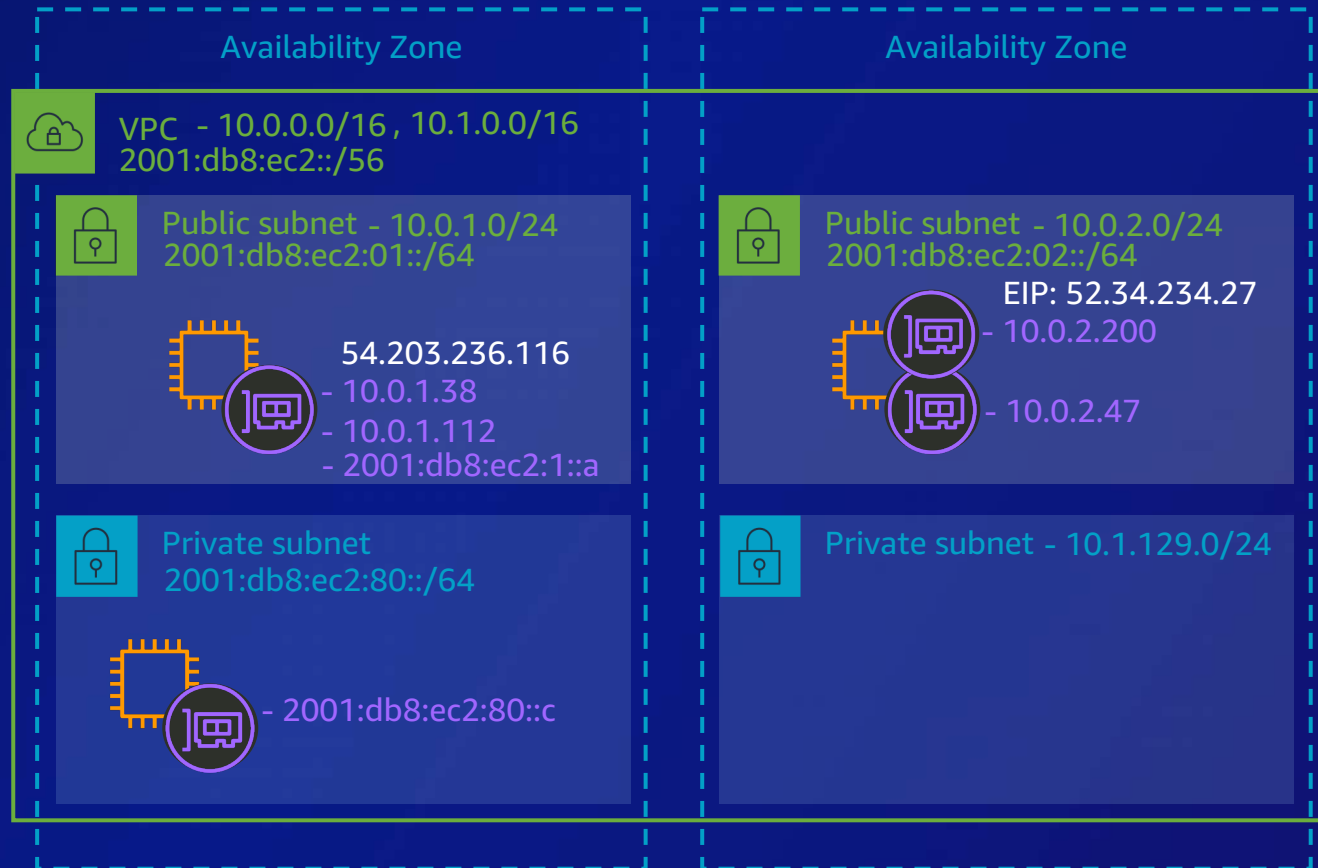 Availability Zone
Availability Zone
VPC - 10.0.0.0/16 , 10.1.0.0/16
2001:db8:ec2::/56
Public subnet - 10.0.1.0/24
2001:db8:ec2:01::/64
54.203.236.116
- 10.0.1.38
- 10.0.1.112
- 2001:db8:ec2:1::a
Public subnet - 10.0.2.0/24
2001:db8:ec2:02::/64
EIP: 52.34.234.27
- 10.0.2.200
- 10.0.2.47
Private subnet
2001:db8:ec2:80::/64
- 2001:db8:ec2:80::c
Private subnet - 10.1.129.0/24